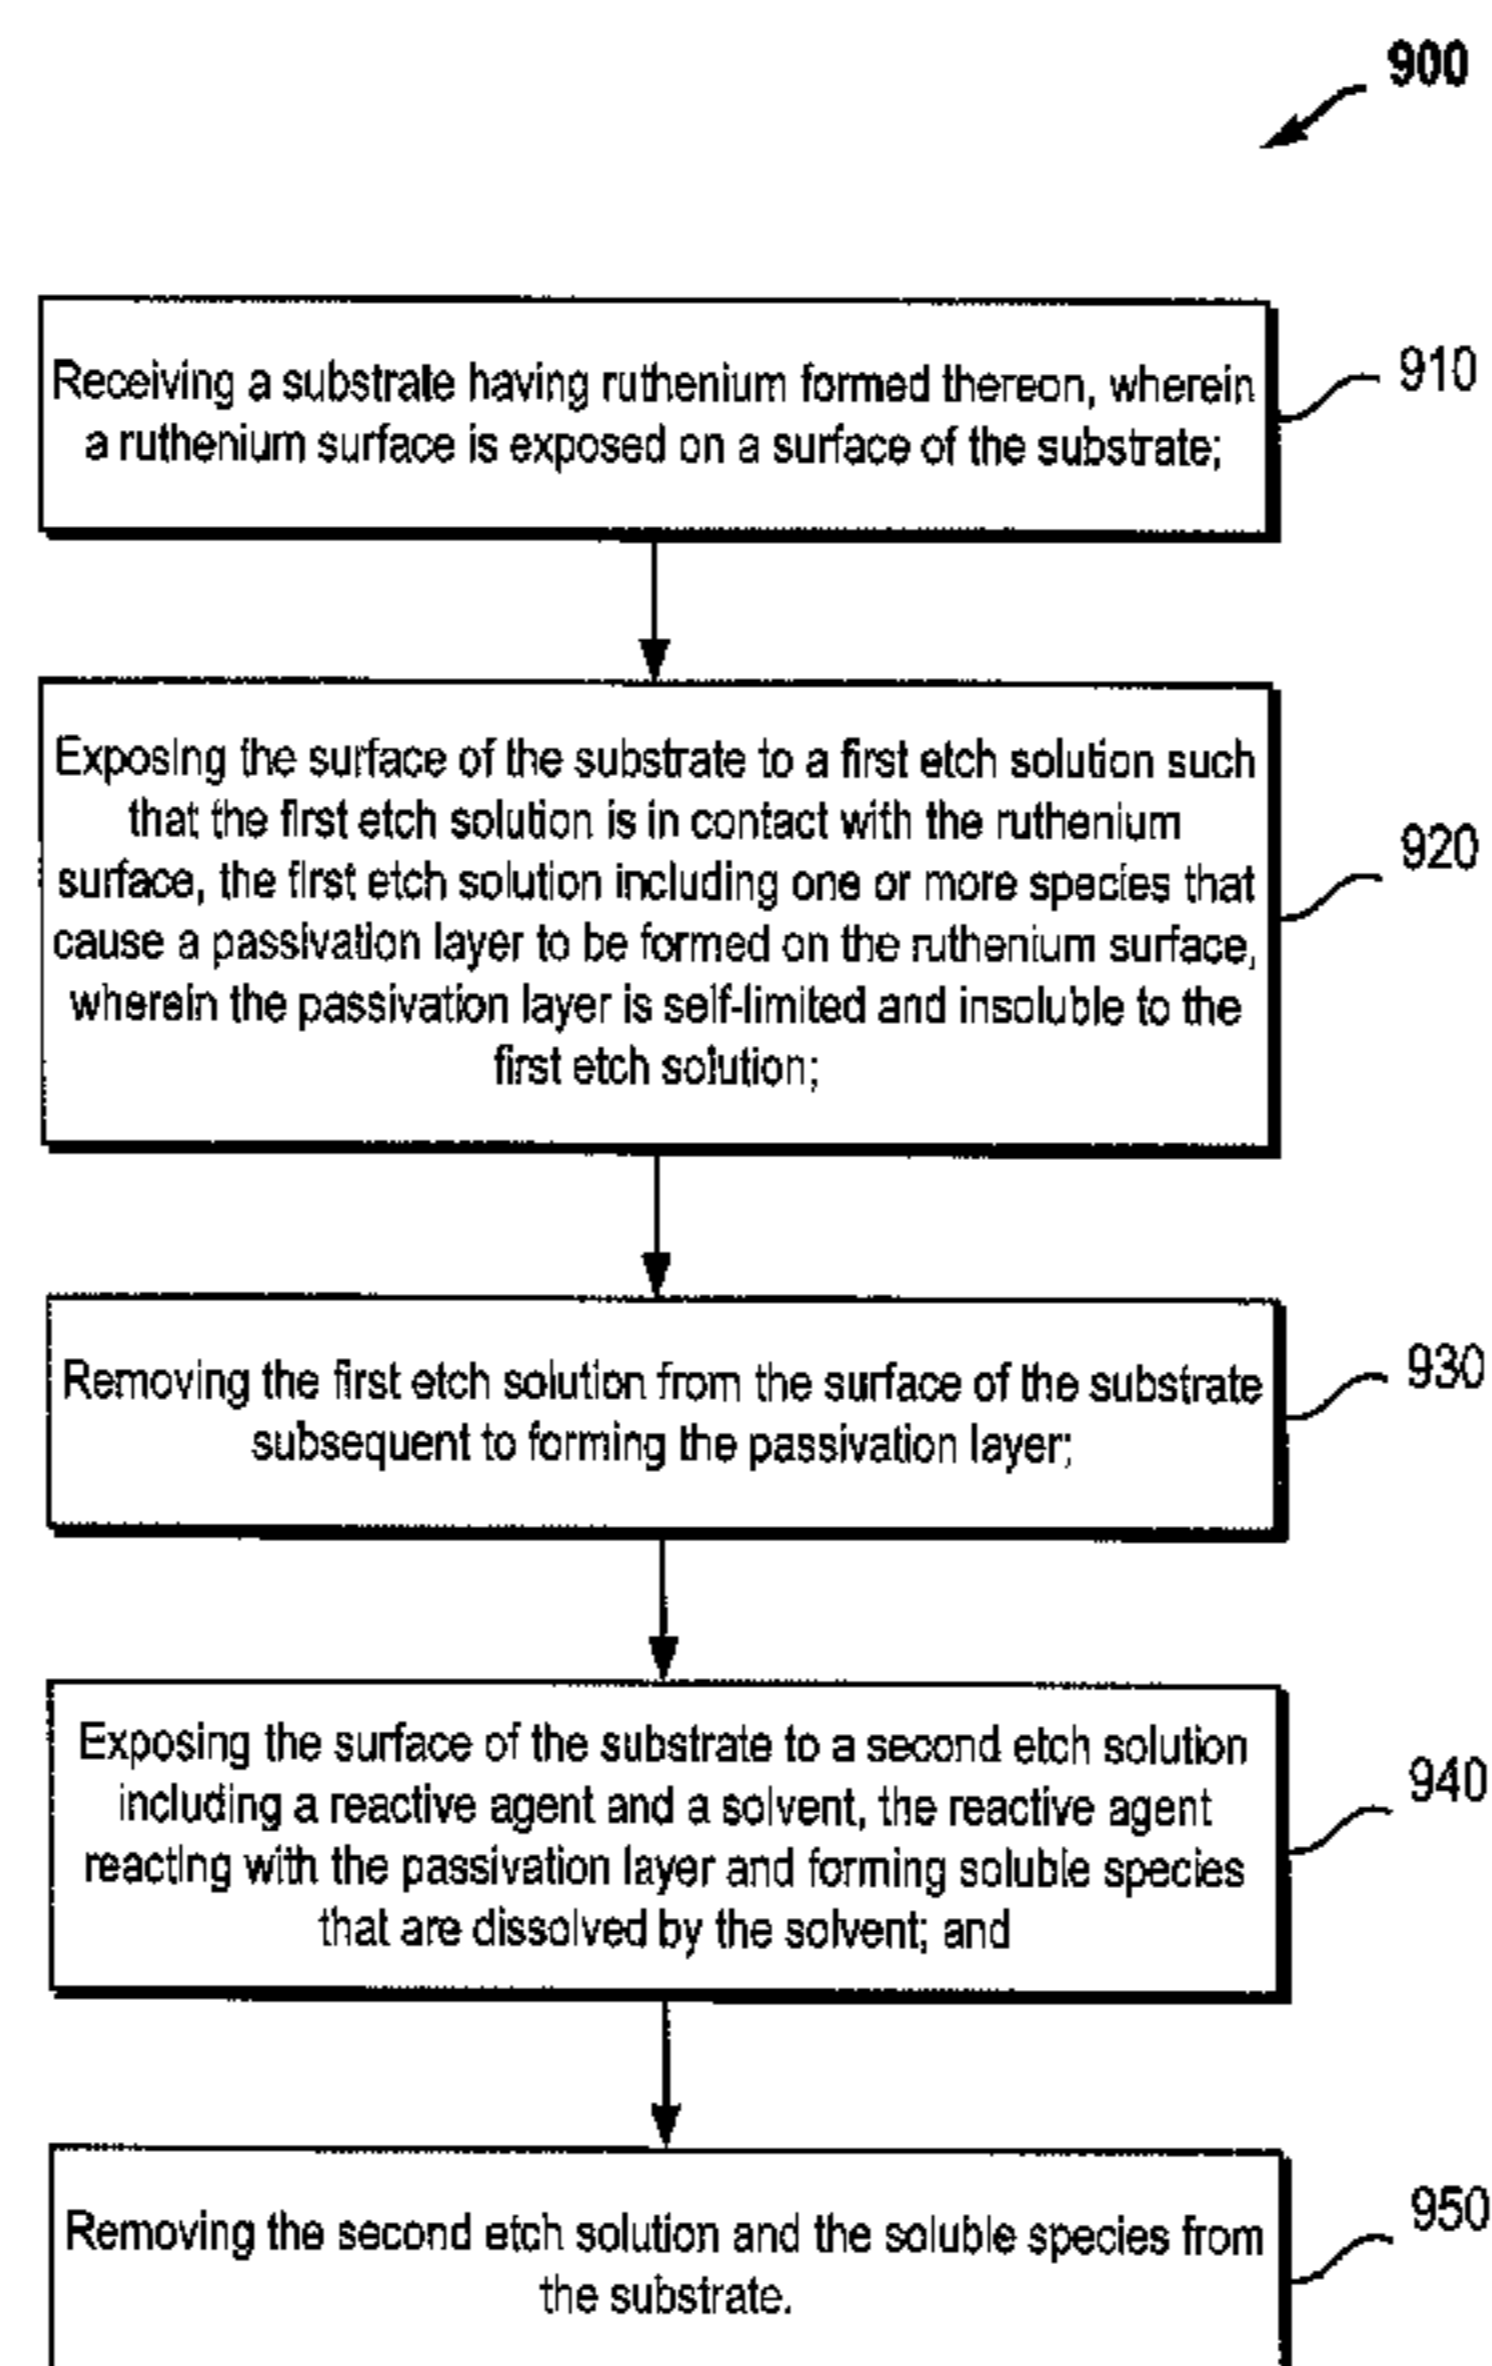 900
Receiving a substrate having ruthenium formed thereon, wherein
a ruthenium surface is exposed on a surface of the substrate;
910
Exposing the surface of the substrate to a first etch solution such
that the first etch solution is in contact with the ruthenium
surface, the first etch solution including one or more species that
cause a passivation layer to be formed on the ruthenium surface,
wherein the passivation layer is self-limited and insoluble to the
first etch solution;
920
Removing the first etch solution from the surface of the substrate
subsequent to forming the passivation layer;
930
Exposing the surface of the substrate to a second etch solution
including a reactive agent and a solvent, the reactive agent
reacting with the passivation layer and forming soluble species
that are dissolved by the solvent; and
940
Removing the second etch solution and the soluble species from
the substrate.
950